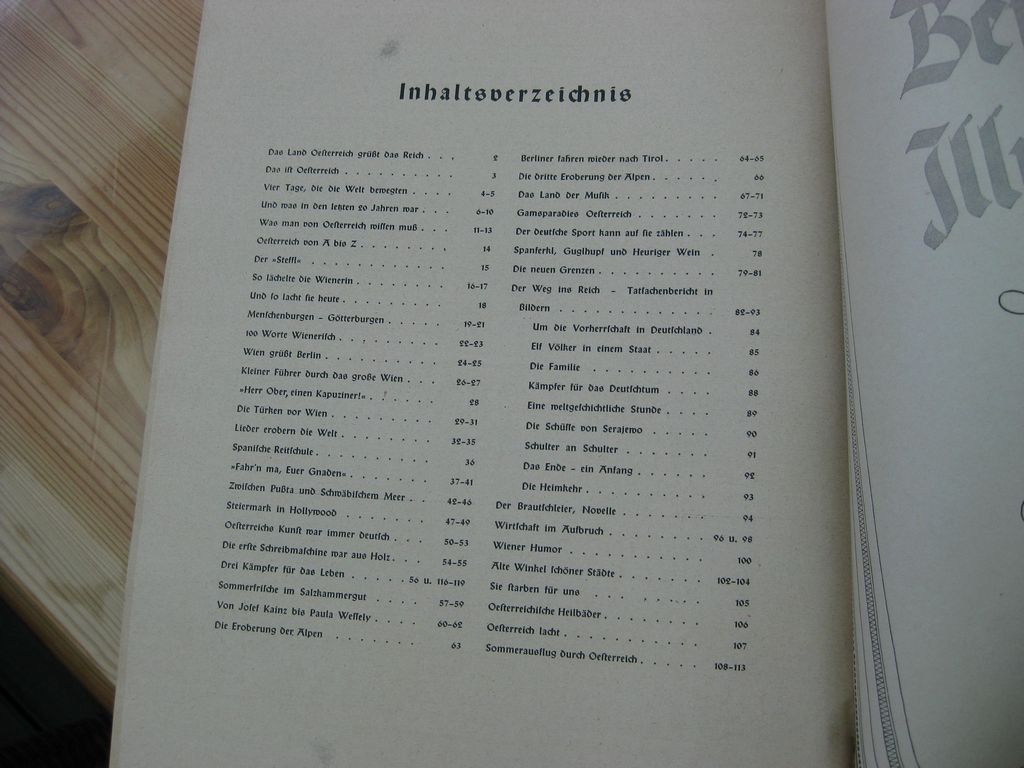 Inhaltsverzeichnis
Das Land Oesterreich grüßt das Reich . . . 2
Das ist Oesterreich . . . . . . . . . . 3
Vier Tage, die die Welt bewegten . . . . 4-5
Und was in den letzten 20 Jahren war . . . 6-10
Was man von Oesterreich wissen muß . . . 11-13
Oesterreich von A bis Z . . . . . . . . 14
Der »Steffl« . . . . . . . . . . . . 15
So lächelte die Wienerin . . . . . . . . 16-17
Und so lacht sie heute . . . . . . . . . 18
Menschenburgen - Götterburgen . . . . . 19-21
100 Worte Wienerisch . . . . . . . . . 22-23
Wien grüßt Berlin . . . . . . . . . . 24-25
Kleiner Führer durch das große Wien . . . 26-27
»Herr Ober, einen Kapuziner!« . . . . . . 28
Die Türken vor Wien . . . . . . . . . 29-31
Lieder erobern die Welt . . . . . . . . 32-35
Spanische Reitschule . . . . . . . . . . 36
»Fahr'n ma, Euer Gnaden« . . . . . . . 37-41
Zwischen Pußta und Schwäbischem Meer . . 42-46
Steiermark in Hollywood . . . . . . . . 47-49
Oesterreichs Kunst war immer deutsch . . . 50-53
Die erste Schreibmaschine war aus Holz . . . 54-55
Drei Kämpfer für das Leben . . . . . 56 u. 116-119
Sommerfrische im Salzkammergut . . . . 57-59
Von Josef Kainz bis Paula Wessely . . . . 60-62
Die Eroberung der Alpen . . . . . . . . 63
Berliner fahren wieder nach Tirol . . . . . 64-65
Die dritte Eroberung der Alpen . . . . . . 66
Das Land der Musik . . . . . . . . . 67-71
Gamsparadies Oesterreich . . . . . . . 72-73
Der deutsche Sport kann auf sie zählen . . . 74-77
Spanferkl, Guglhupf und Heuriger Wein . 78
Die neuen Grenzen . . . . . . . . . . 79-81
Der Weg ins Reich - Tatsachenbericht in
Bildern . . . . . . . . . . . . . 82-93
Um die Vorherrschaft in Deutschland . 84
Elf Völker in einem Staat . . . . . 85
Die Familie . . . . . . . . . . 86
Kämpfer für das Deutschtum . . . . 88
Eine weltgeschichtliche Stunde . . . . 89
Die Schüsse von Serajewo . . . . . 90
Schulter an Schulter . . . . . . . 91
Das Ende - ein Anfang . . . . . . 92
Die Heimkehr . . . . . . . . . . 93
Der Brautschleier, Novelle . . . . . . . . 94
Wirtschaft im Aufbruch . . . . . . . . 96 u. 98
Wiener Humor . . . . . . . . . . . 100
Alte Winkel schöner Städte . . . . . . . 102-104
Sie starben für uns . . . . . . . . . 105
Oesterreichische Heilbäder . . . . . . . . 106
Oesterreich lacht . . . . . . . . . . . 107
Sommerausflug durch Oesterreich . . . . . 108-113